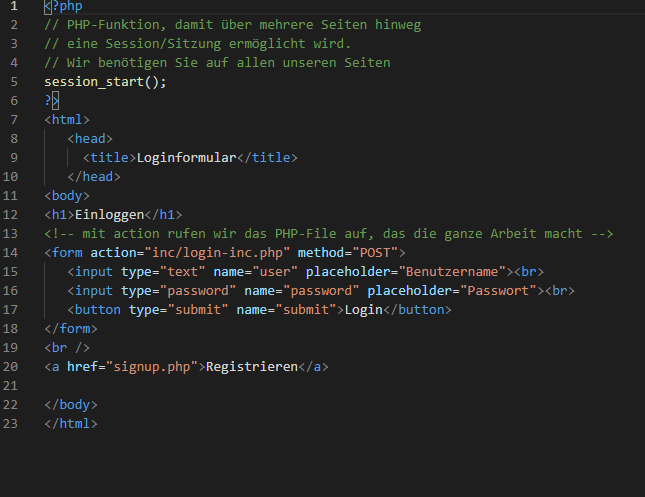 1 <?php
2 // PHP-Funktion, damit über mehrere Seiten hinweg
3 // eine Session/Sitzung ermöglicht wird.
4 // Wir benötigen Sie auf allen unseren Seiten
5 session_start();
6 ?>
7 <html>
8 <head>
9 <title>Loginformular</title>
10 </head>
11 <body>
12 <h1>Einloggen</h1>
13 <!-- mit action rufen wir das PHP-File auf, das die ganze Arbeit macht -->
14 <form action="inc/login-inc.php" method="POST">
15 <input type="text" name="user" placeholder="Benutzername"><br>
16 <input type="password" name="password" placeholder="Passwort"><br>
17 <button type="submit" name="submit">Login</button>
18 </form>
19 <br />
20 <a href="signup.php">Registrieren</a>
21
22 </body>
23 </html>